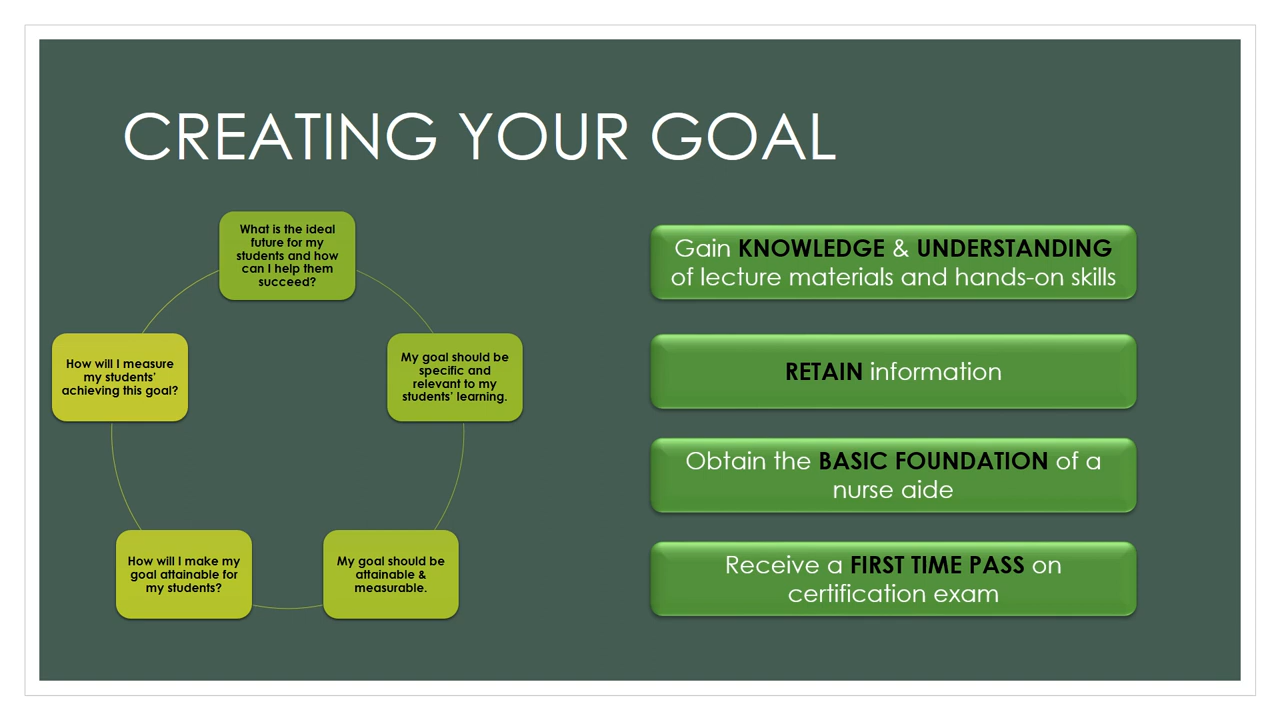 CREATING YOUR GOAL
What is the ideal
future for my
students and how
can I help them
succeed?
My goal should be
specific and
relevant to my
students' learning.
My goal should be
attainable &
measurable.
How will I make my
goal attainable for
my students?
How will I measure
my students'
achieving this goal?
Gain KNOWLEDGE & UNDERSTANDING
of lecture materials and hands-on skills
RETAIN information
Obtain the BASIC FOUNDATION of a
nurse aide
Receive a FIRST TIME PASS on
certification exam